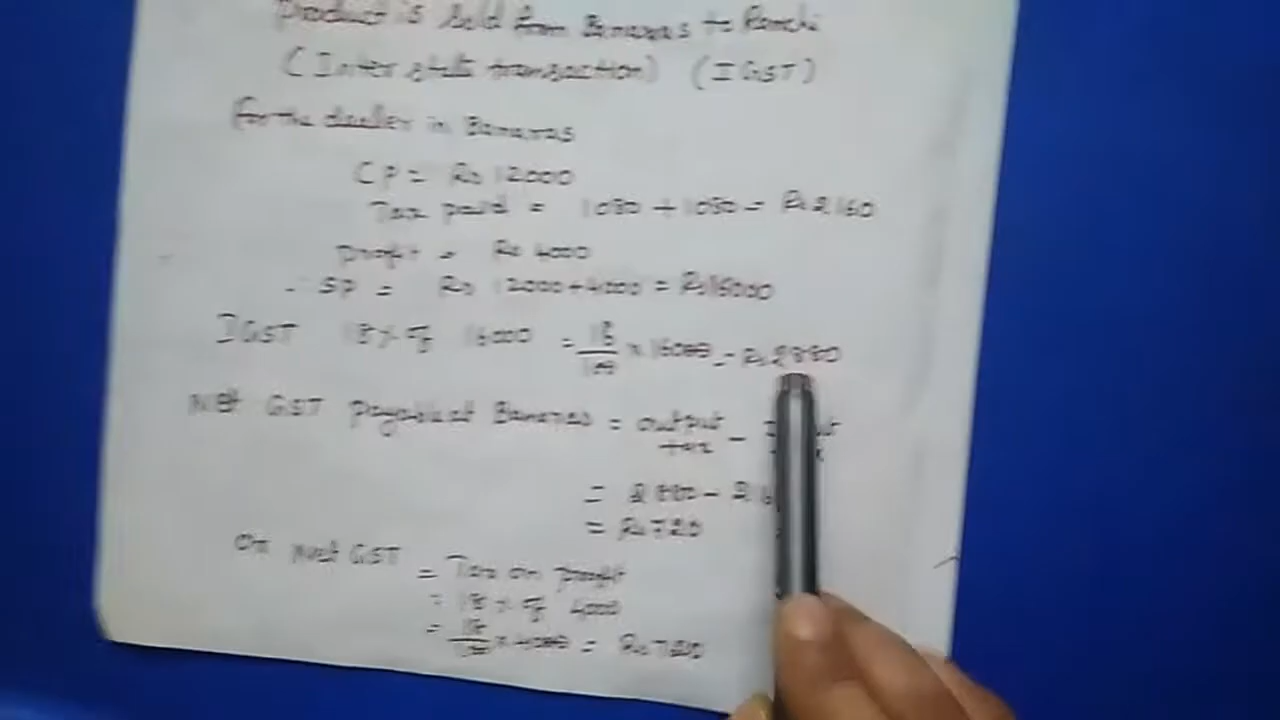 Product is sold from Banaras to Ranchi
(Inter state transaction) (IGST)
for the dealer in Banaras
CP = Rs 12000
Tax paid = 1080 + 1080 = Rs 2160
Profit = Rs 4000
∴ SP = Rs 12000+4000 = Rs 16000
IGST 18% of 16000 = 18/100 × 16000 = Rs 2880
Net GST Payable at Banaras = output tax -
= 2880 - 216
= Rs 720
or Net GST = Tax on profit
= 18% of 4000
= 18/100 × 4000 = Rs 720